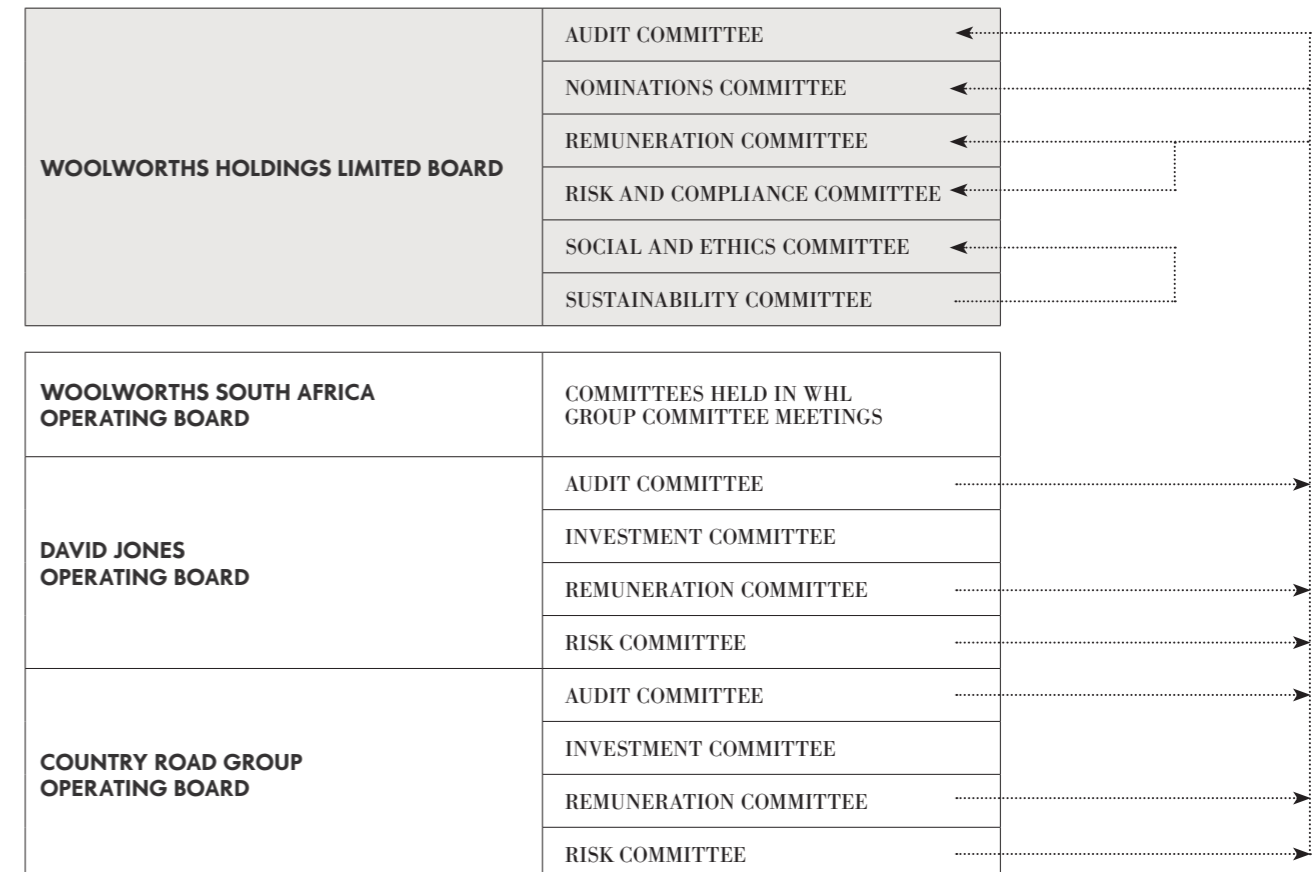 WOOLWORTHS HOLDINGS LIMITED BOARD
AUDIT COMMITTEE
NOMINATIONS COMMITTEE
REMUNERATION COMMITTEE
RISK AND COMPLIANCE COMMITTEE
SOCIAL AND ETHICS COMMITTEE
SUSTAINABILITY COMMITTEE
WOOLWORTHS SOUTH AFRICA
OPERATING BOARD
COMMITTEES HELD IN WHL
GROUP COMMITTEE MEETINGS
DAVID JONES
OPERATING BOARD
AUDIT COMMITTEE
INVESTMENT COMMITTEE
REMUNERATION COMMITTEE
RISK COMMITTEE
COUNTRY ROAD GROUP
OPERATING BOARD
AUDIT COMMITTEE
INVESTMENT COMMITTEE
REMUNERATION COMMITTEE
RISK COMMITTEE